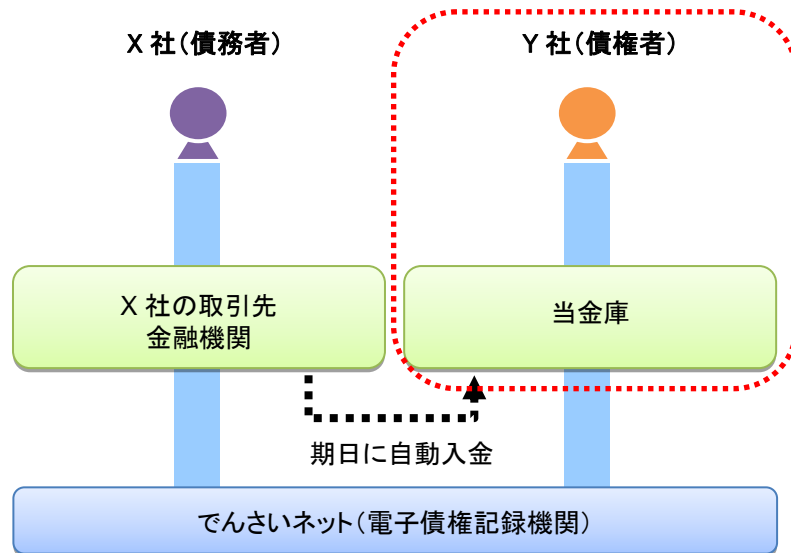 X 社(債務者)
Y 社(債権者)
X 社の取引先
金融機関
当金庫
期日に自動入金
でんさいネット(電子債権記録機関)